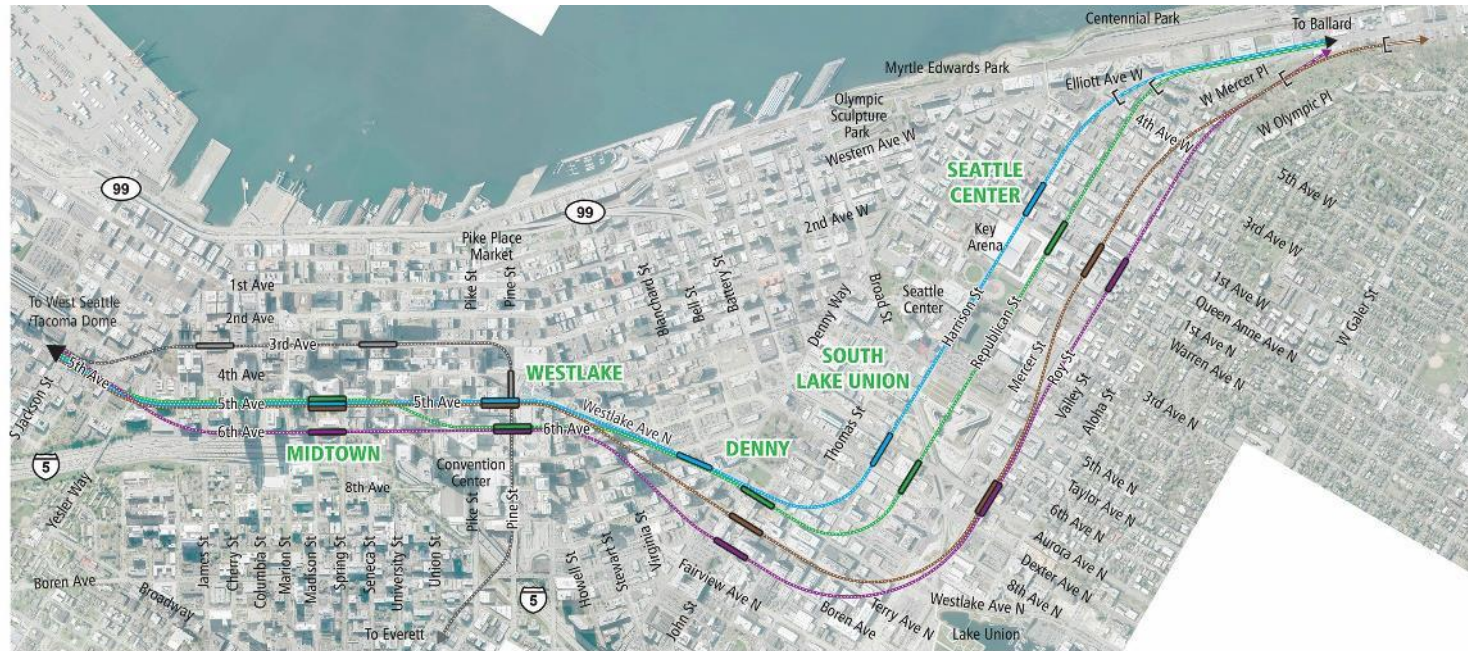 Centennial Park
To Ballard
Myrtle Edwards Park
Elliott Ave W
W Mercer Pl
W Olympic Pl
Olympic
Sculpture
Park
Western Ave W
4th Ave W
SEATTLE
CENTER
5th Ave W
99
99
2nd Ave W
Key
Arena
3rd Ave W
Pike Place
Market
1st Ave W
Queen Anne Ave N
1st Ave N
Warren Ave N
W Galer St
Pike St
Pine St
1st Ave
Blanchard St
Bell St
Battery St
Denny Way
Broad St
Seattle
Center
Harrison St
Republican St
To West Seattle
/Tacoma Dome
2nd Ave
3rd Ave
4th Ave
SOUTH
LAKE UNION
Mercer St
Roy St
Valley St
Aloha St
3rd Ave N
WESTLAKE
5th Ave
5th Ave
5th Ave
Westlake Ave N
S Jackson St
6th Ave
6th Ave
Thomas St
DENNY
MIDTOWN
5
Convention
Center
8th Ave
Yesler Way
Pike St
Pine St
5th Ave N
Taylor Ave N
6th Ave N
Aurora Ave N
Dexter Ave N
8th Ave N
Westlake Ave N
Boren Ave
Broadway
James St
Cherry St
Columbia St
Marion St
Madison St
Spring St
Seneca St
University St
Union St
Howell St
Stewart St
Virginia St
5
Fairview Ave N
John St
Boren Ave
Terry Ave N
To Everett
Lake Union